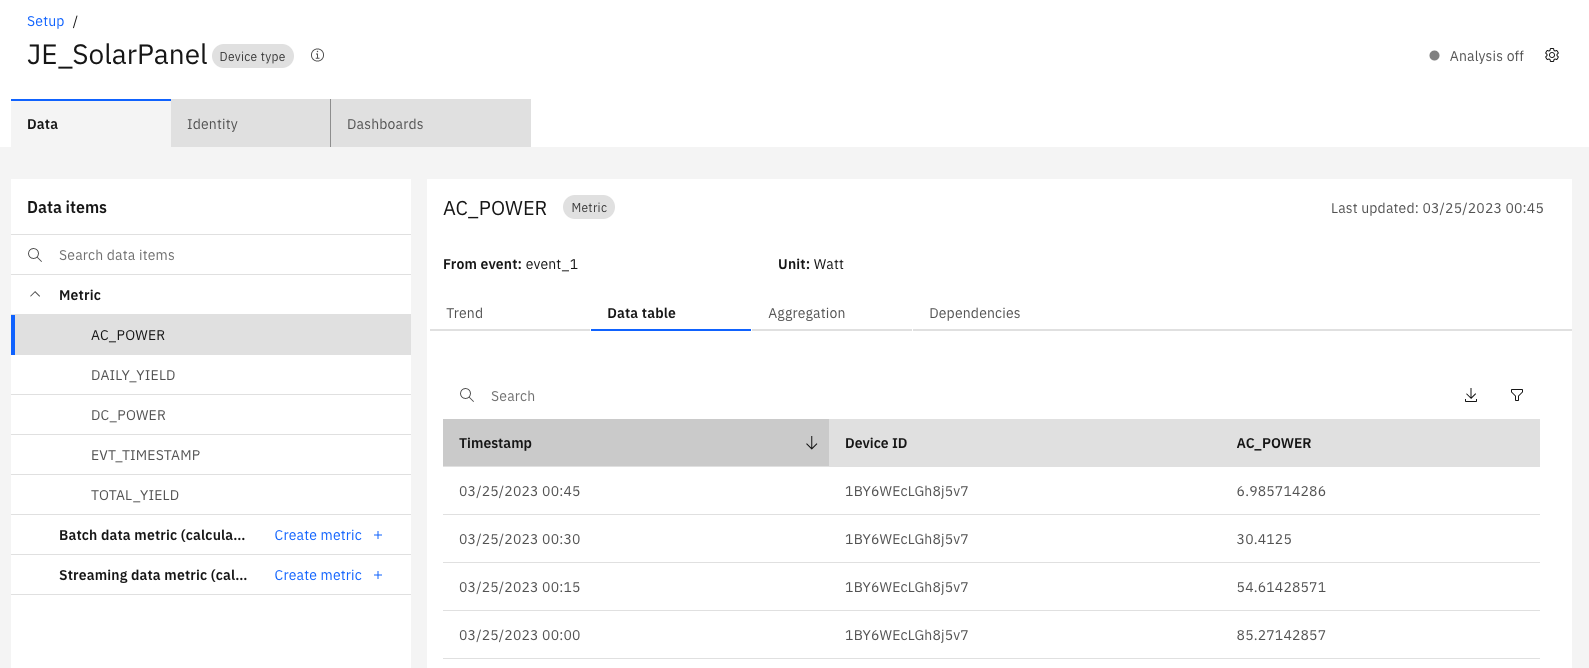 Setup /
JE_SolarPanel Device type
Analysis off
Data Identity Dashboards
Data items
Search data items
Metric
AC_POWER
DAILY_YIELD
DC_POWER
EVT_TIMESTAMP
TOTAL_YIELD
Batch data metric (calcula... Create metric +
Streaming data metric (cal... Create metric +
AC_POWER Metric
Last updated: 03/25/2023 00:45
From event: event_1 Unit: Watt
Trend Data table Aggregation Dependencies
Search
Timestamp Device ID AC_POWER
03/25/2023 00:45 1BY6WEcLGh8j5v7 6.985714286
03/25/2023 00:30 1BY6WEcLGh8j5v7 30.4125
03/25/2023 00:15 1BY6WEcLGh8j5v7 54.61428571
03/25/2023 00:00 1BY6WEcLGh8j5v7 85.27142857